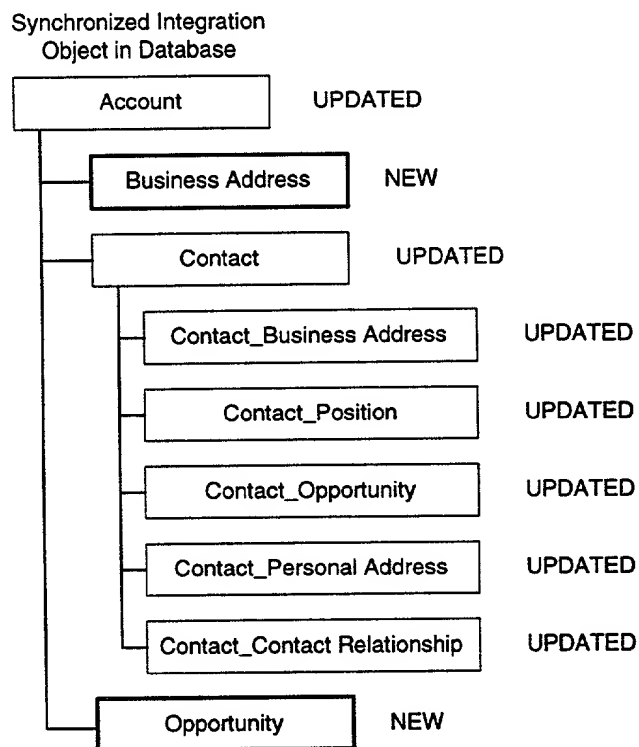 Synchronized Integration
Object in Database
Account UPDATED
Business Address NEW
Contact UPDATED
Contact_Business Address UPDATED
Contact_Position UPDATED
Contact_Opportunity UPDATED
Contact_Personal Address UPDATED
Contact_Contact Relationship UPDATED
Opportunity NEW